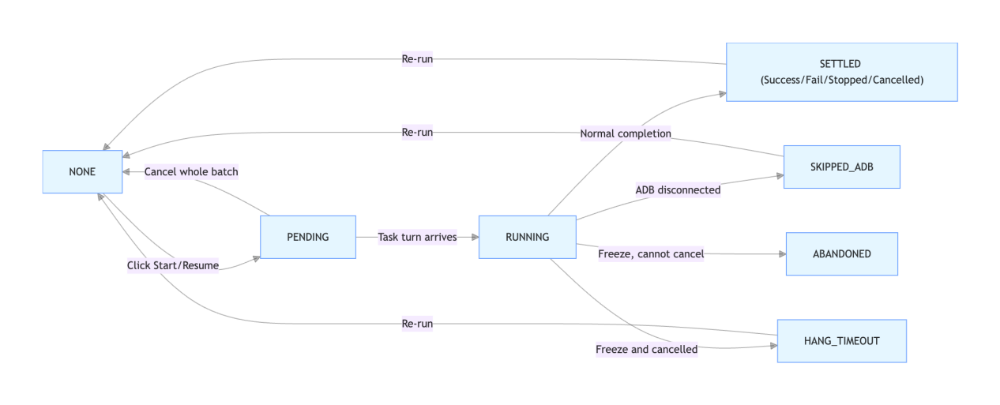 Re-run
SETTLED
(Success/Fail/Stopped/Cancelled)
Re-run
Normal completion
NONE
Cancel whole batch
SKIPPED_ADB
ADB disconnected
PENDING
Task turn arrives
RUNNING
Click Start/Resume
Freeze, cannot cancel
ABANDONED
Re-run
Freeze and cancelled
HANG_TIMEOUT